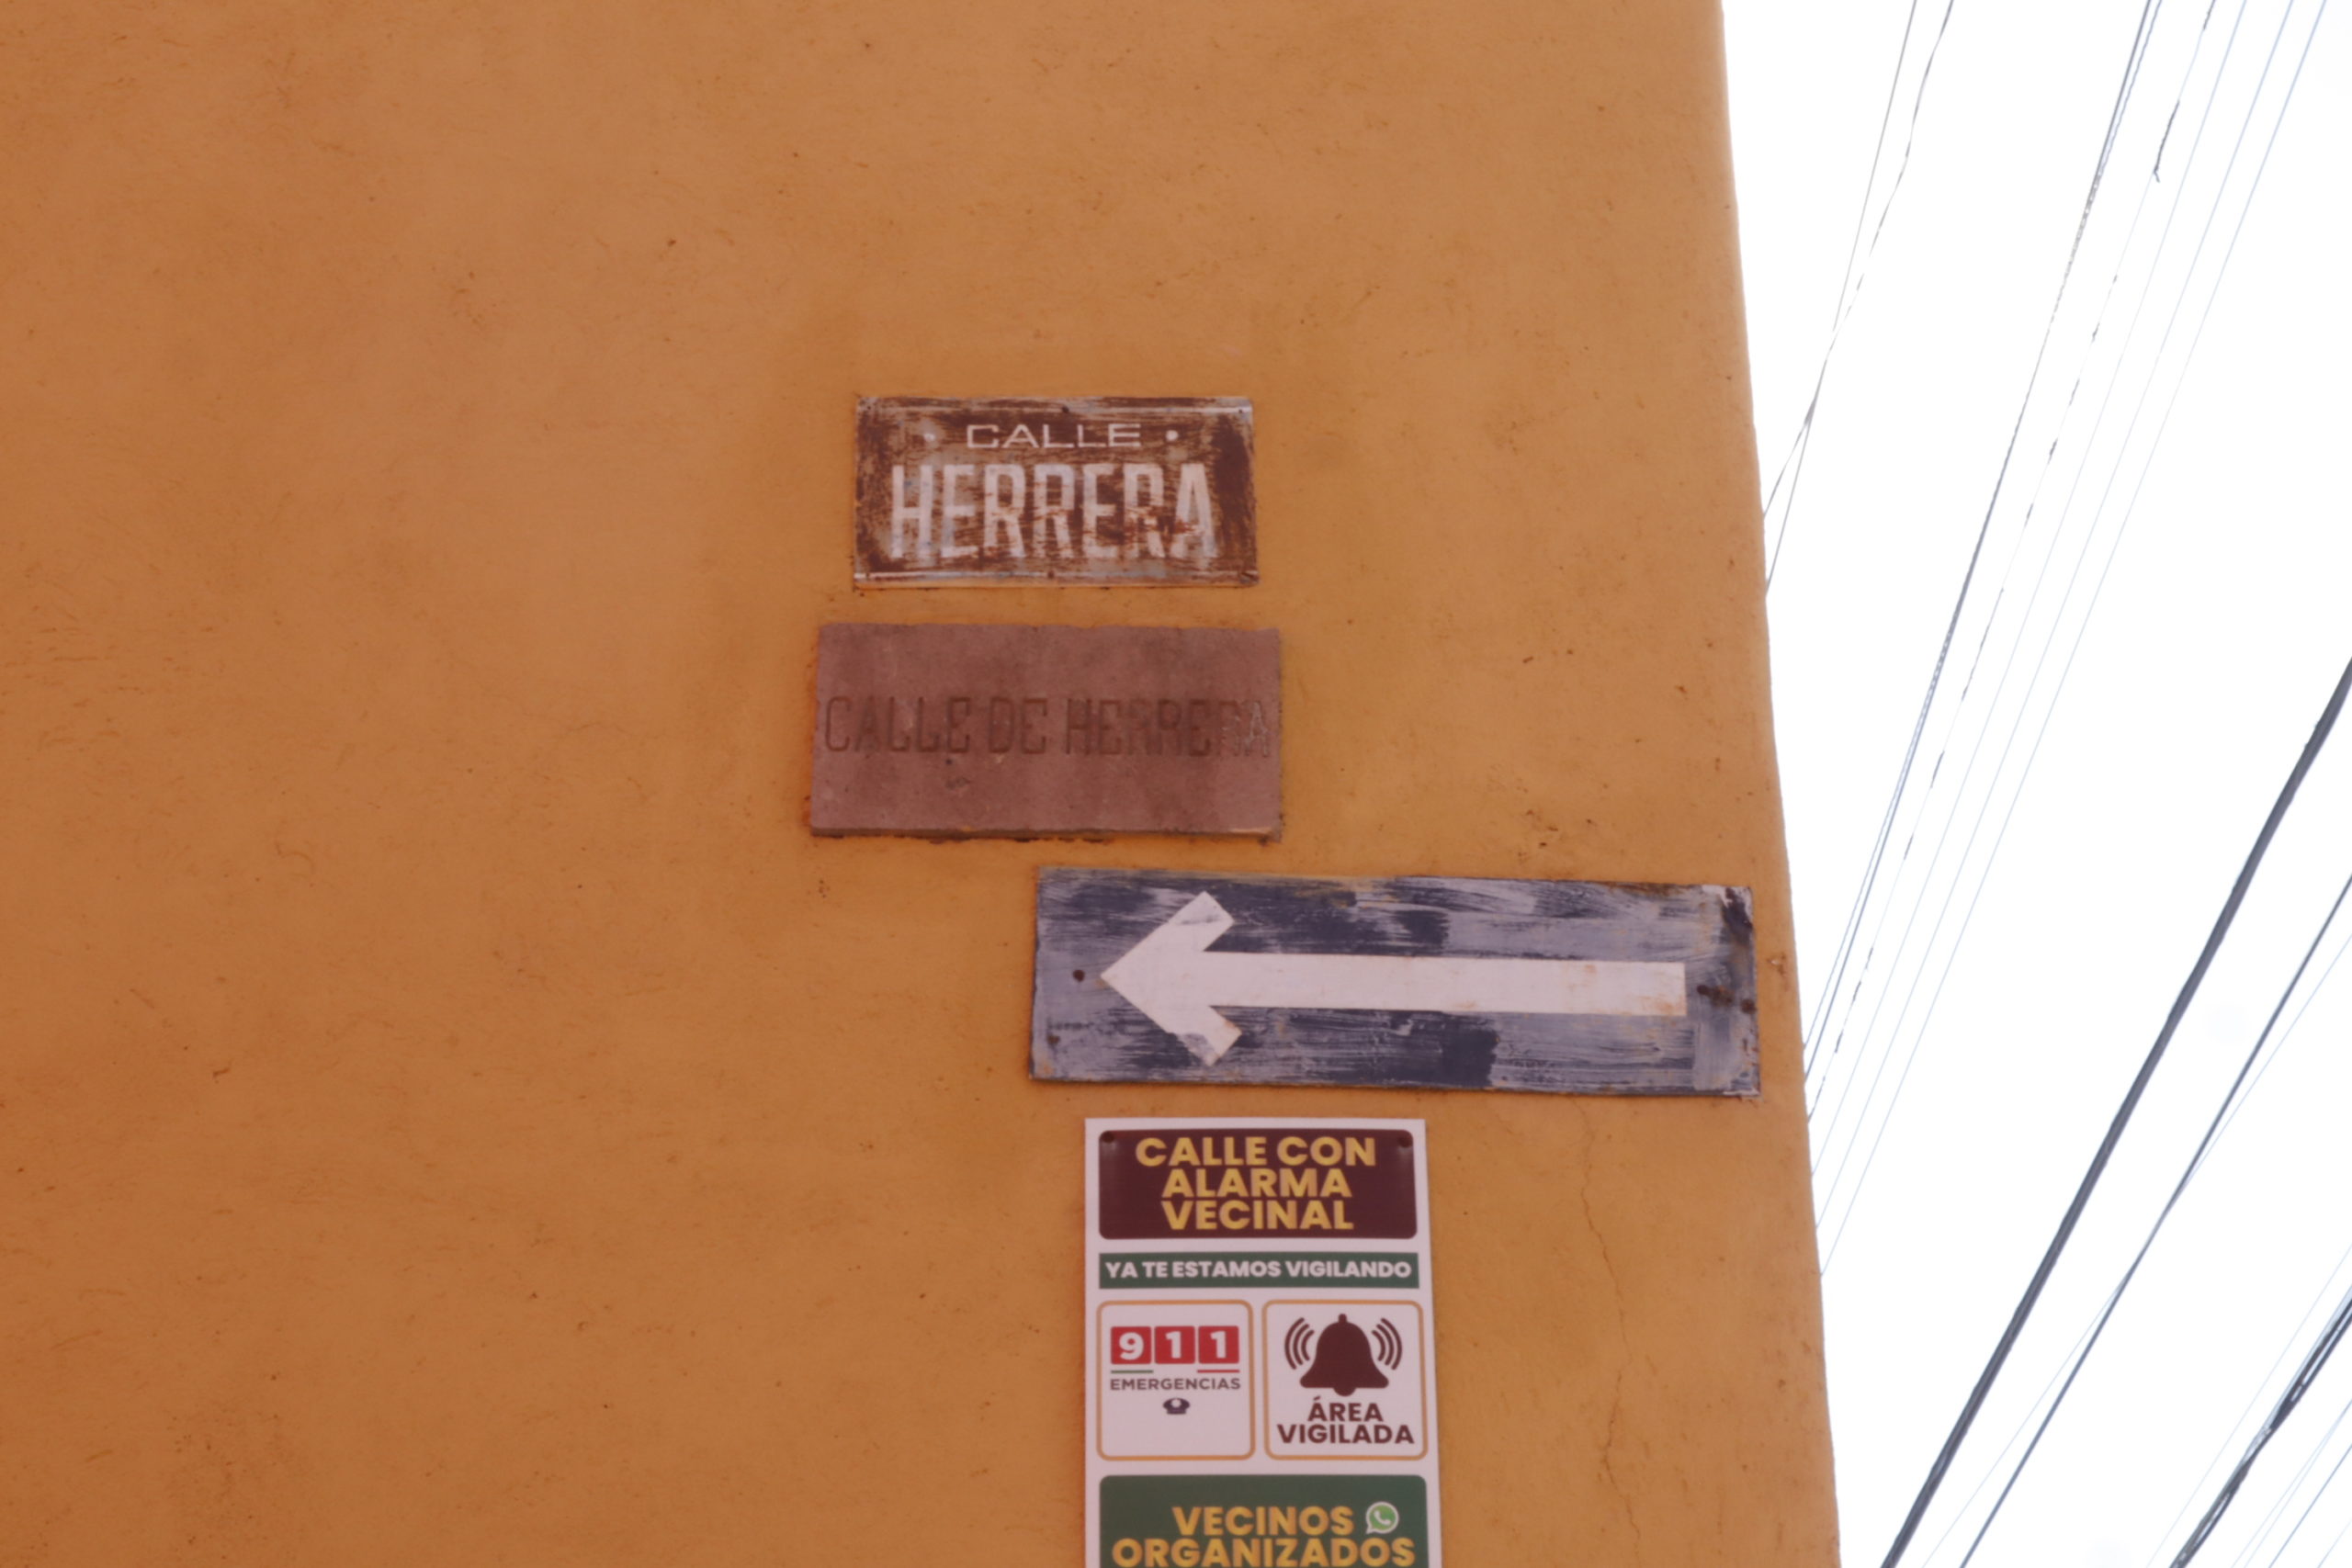 CALLE
HERRERA
CALLE DE HERRERA
CALLE CON
ALARMA
VECINAL
YA TE ESTAMOS VIGILANDO
911
EMERGENCIAS
ÁREA
VIGILADA
VECINOS
ORGANIZADOS